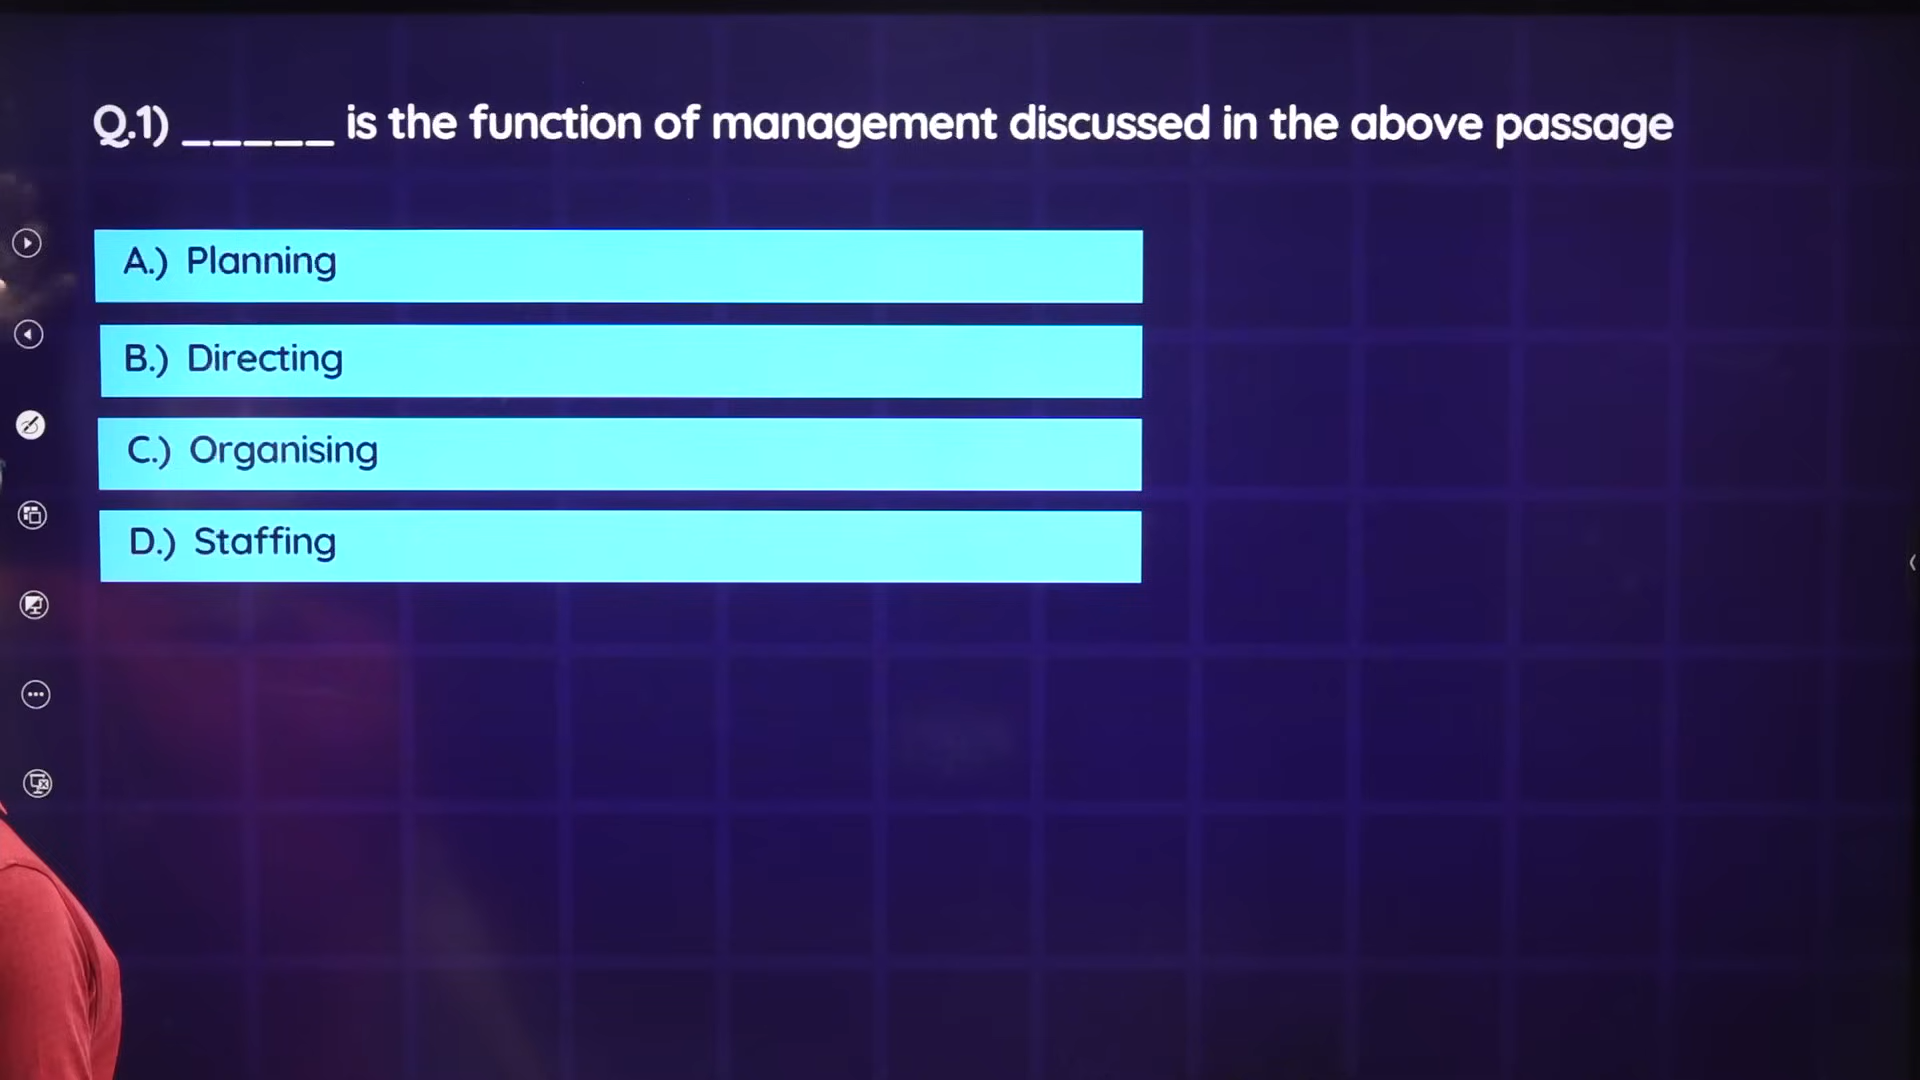 Q.1) _____ is the function of management discussed in the above passage
A.) Planning
B.) Directing
C.) Organising
D.) Staffing